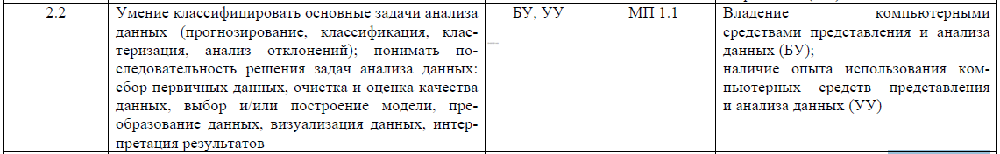 2.2
Умение классифицировать основные задачи анализа
данных (прогнозирование, классификация, клас-
теризация, анализ отклонений); понимать по-
следовательность решения задач анализа данных:
сбор первичных данных, очистка и оценка качества
данных, выбор и/или построение модели, пре-
образование данных, визуализация данных, интер-
претация результатов
БУ, УУ
МП 1.1
Владение компьютерными
средствами представления и анализа
данных (БУ);
наличие опыта использования ком-
пьютерных средств представления
и анализа данных (УУ)